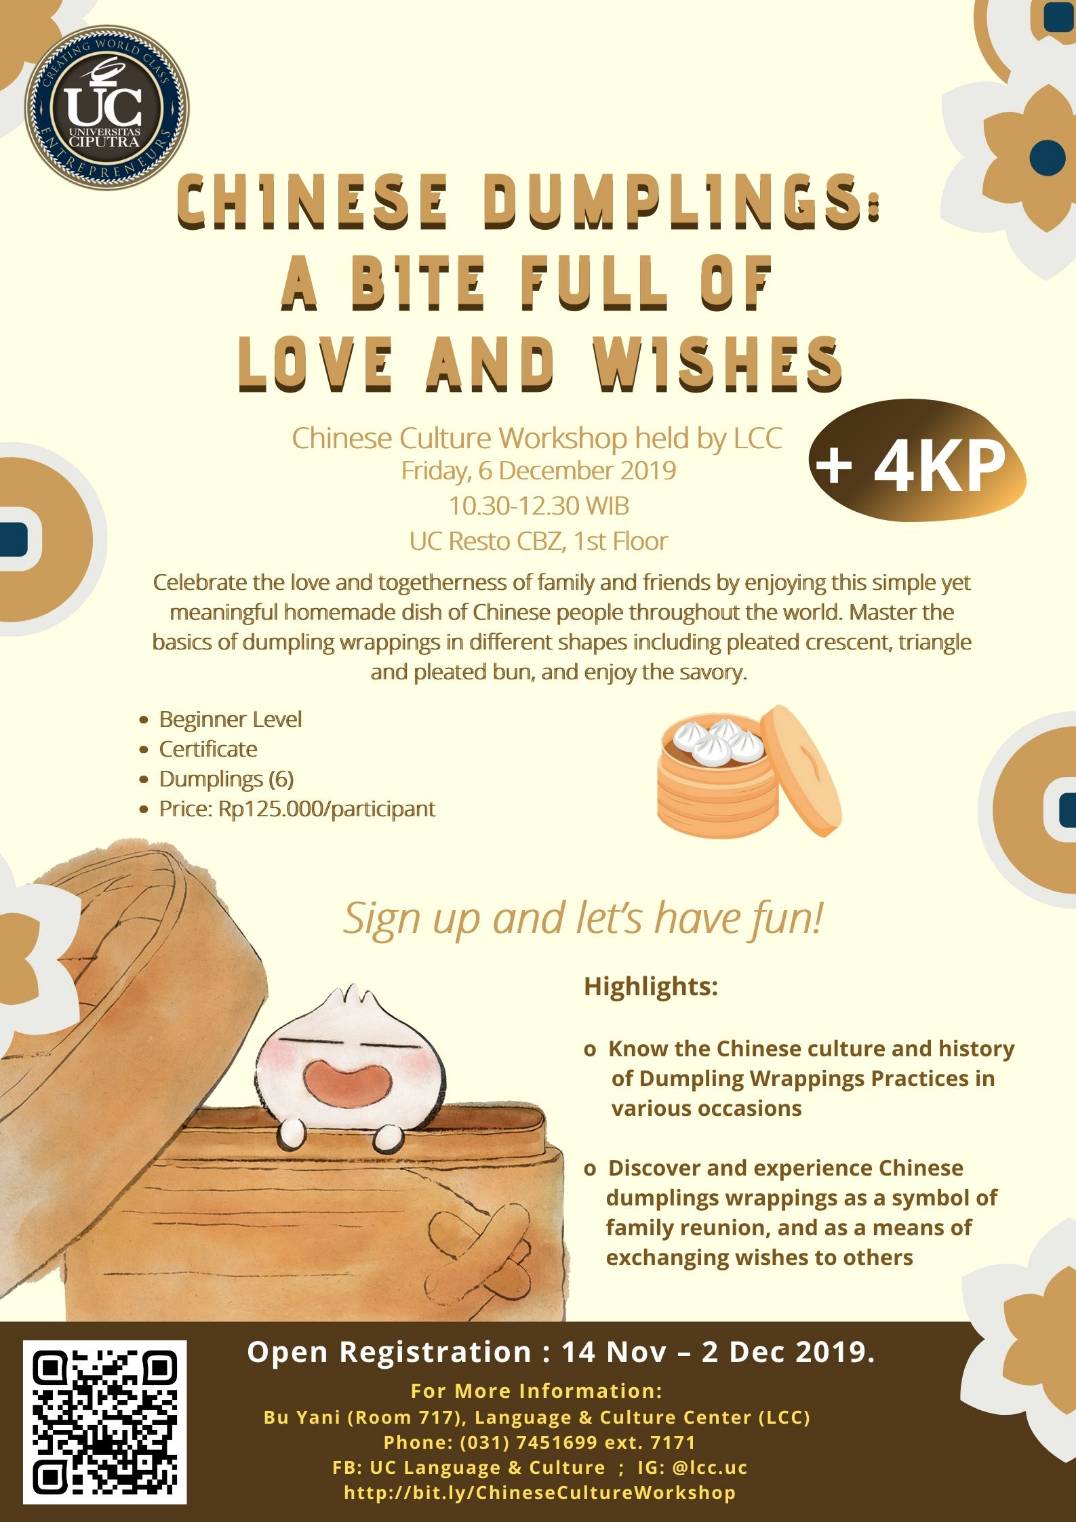 CREATING WORLD CLASS
UC
UNIVERSITAS
CIPUTRA
ENTREPRENEURS
CHINESE DUMPLINGS:
A BITE FULL OF
LOVE AND WISHES
Chinese Culture Workshop held by LCC
Friday, 6 December 2019
10.30-12.30 WIB
UC Resto CBZ, 1st Floor
+ 4KP
Celebrate the love and togetherness of family and friends by enjoying this simple yet
meaningful homemade dish of Chinese people throughout the world. Master the
basics of dumpling wrappings in different shapes including pleated crescent, triangle
and pleated bun, and enjoy the savory.
• Beginner Level
• Certificate
• Dumplings (6)
• Price: Rp125.000/participant
Sign up and let's have fun!
Highlights:
o Know the Chinese culture and history
of Dumpling Wrappings Practices in
various occasions
o Discover and experience Chinese
dumplings wrappings as a symbol of
family reunion, and as a means of
exchanging wishes to others
Open Registration : 14 Nov – 2 Dec 2019.
For More Information:
Bu Yani (Room 717), Language & Culture Center (LCC)
Phone: (031) 7451699 ext. 7171
FB: UC Language & Culture ; IG: @lcc.uc
http://bit.ly/ChineseCultureWorkshop